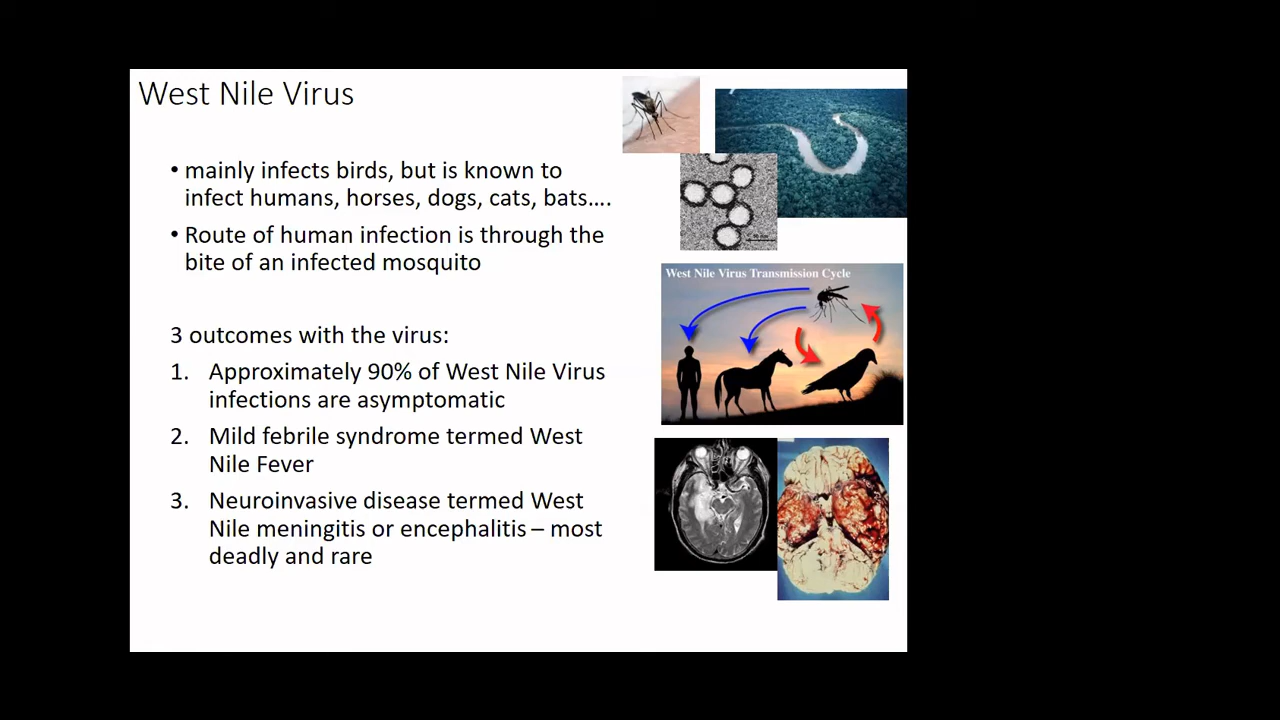 West Nile Virus
• mainly infects birds, but is known to
infect humans, horses, dogs, cats, bats….
• Route of human infection is through the
bite of an infected mosquito
3 outcomes with the virus:
1. Approximately 90% of West Nile Virus
infections are asymptomatic
2. Mild febrile syndrome termed West
Nile Fever
3. Neuroinvasive disease termed West
Nile meningitis or encephalitis – most
deadly and rare
West Nile Virus Transmission Cycle